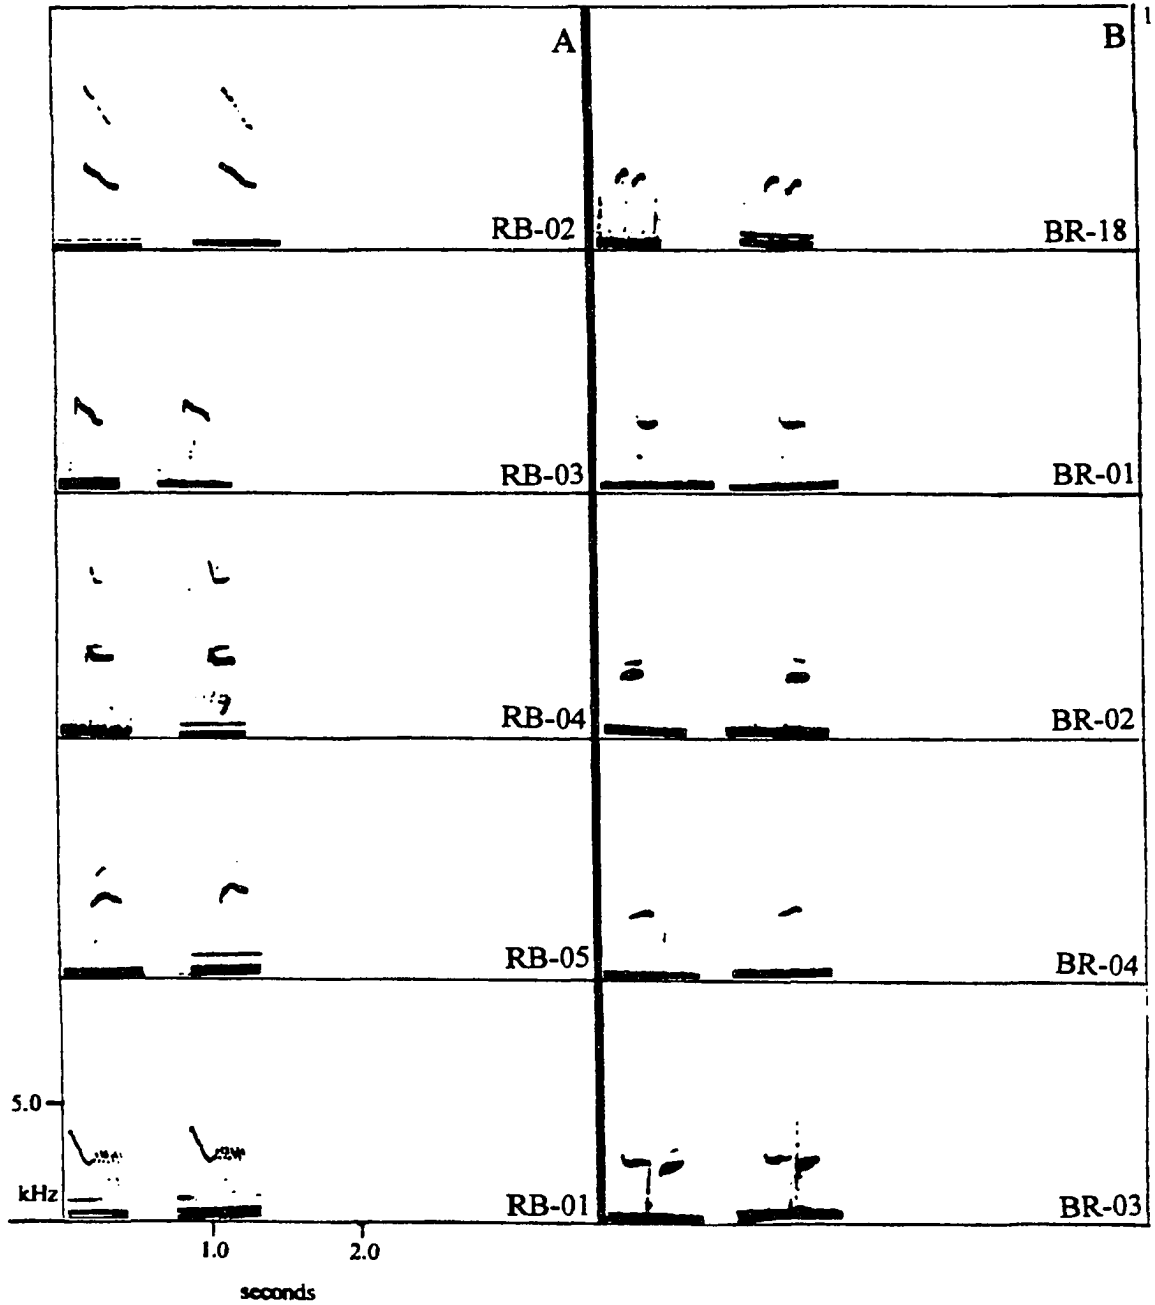 1
A
B
RB-02
BR-18
RB-03
BR-01
RB-04
BR-02
RB-05
BR-04
5.0
kHz
RB-01
BR-03
1.0
2.0
seconds